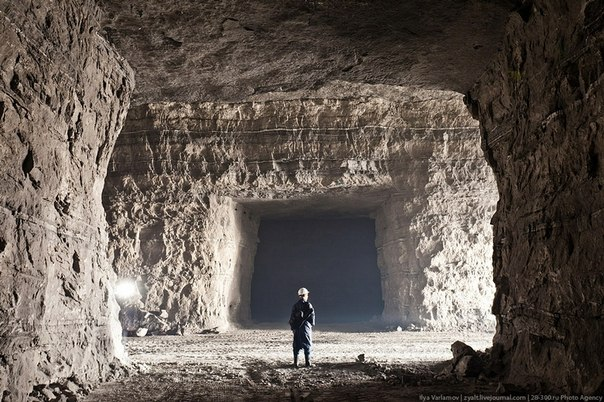 Ilya Varlamov | zyalt.livejournal.com | 28-300.ru Photo Agency